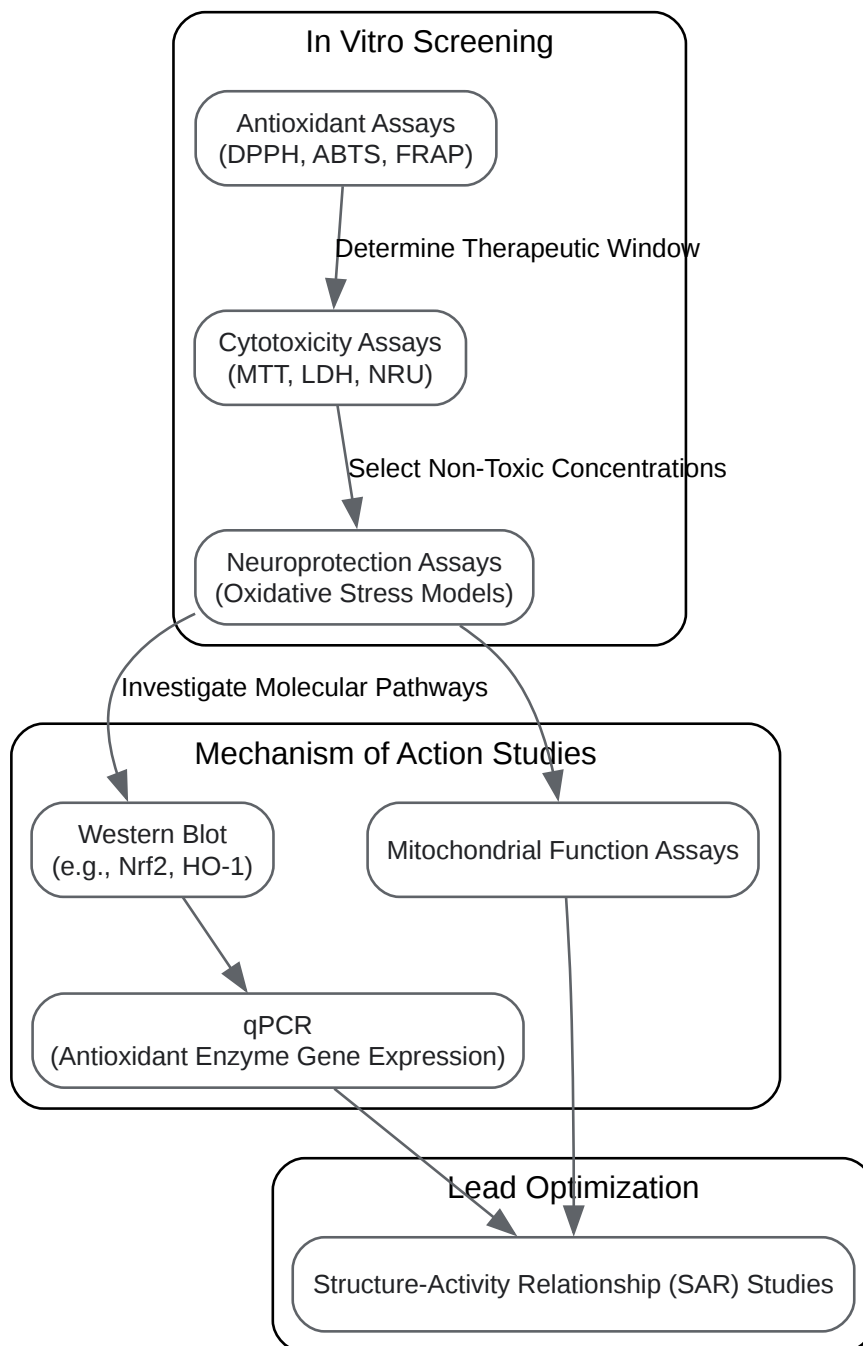 In Vitro Screening
Antioxidant Assays
(DPPH, ABTS, FRAP)
Determine Therapeutic Window
Cytotoxicity Assays
(MTT, LDH, NRU)
Select Non-Toxic Concentrations
Neuroprotection Assays
(Oxidative Stress Models)
Investigate Molecular Pathways
Mechanism of Action Studies
Western Blot
(e.g., Nrf2, HO-1)
Mitochondrial Function Assays
qPCR
(Antioxidant Enzyme Gene Expression)
Lead Optimization
Structure-Activity Relationship (SAR) Studies